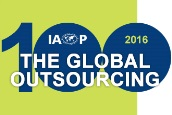 100
IAOP 2016
THE GLOBAL
OUTSOURCING